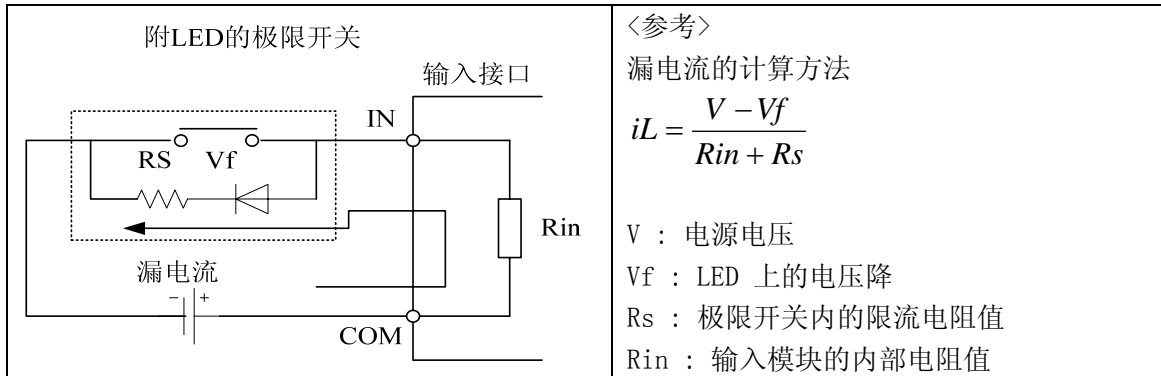 附LED的极限开关
输入接口
IN
RS Vf
Rin
漏电流
- +
COM
〈参考〉
漏电流的计算方法
iL = (V - Vf) / (Rin + Rs)
V : 电源电压
Vf : LED 上的电压降
Rs : 极限开关内的限流电阻值
Rin : 输入模块的内部电阻值